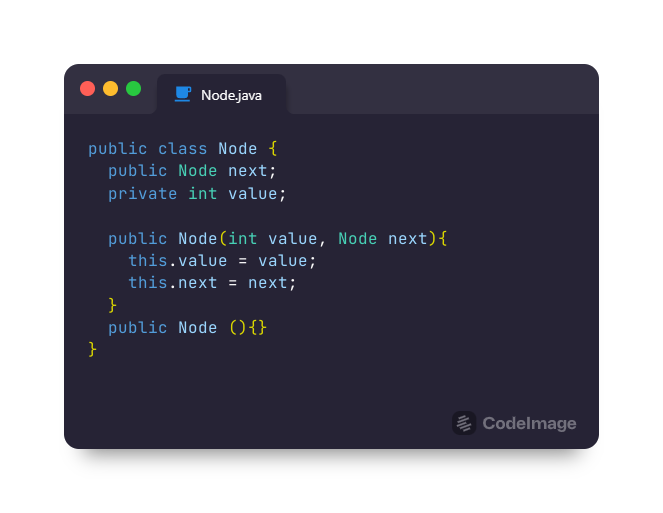 Node.java
public class Node {
  public Node next;
  private int value;

  public Node(int value, Node next){
    this.value = value;
    this.next = next;
  }
  public Node (){}
}
CodeImage